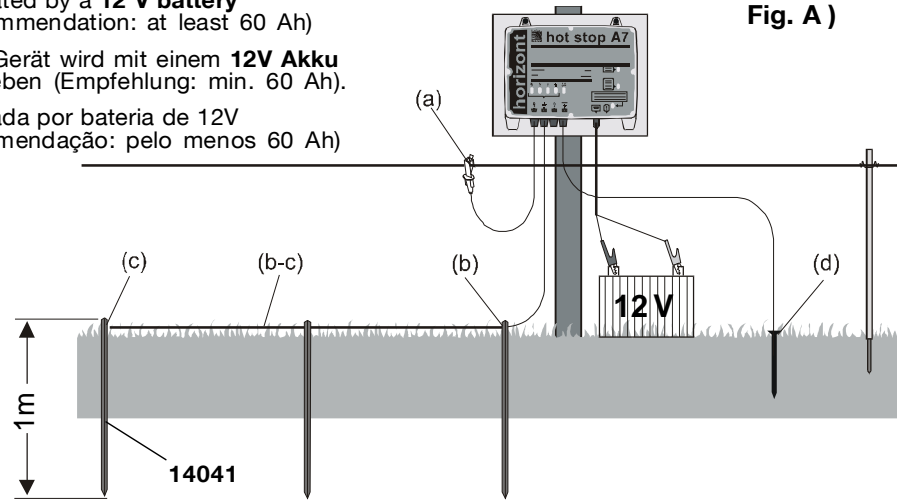 ated by a 12 V battery
mmendation: at least 60 Ah)
Gerät wird mit einem 12V Akku
eben (Empfehlung: min. 60 Ah).
ada por bateria de 12V
mendação: pelo menos 60 Ah)
Fig. A )
horizont
hot stop A7
(a)
(c)
(b-c)
(b)
(d)
12 V
1m
14041